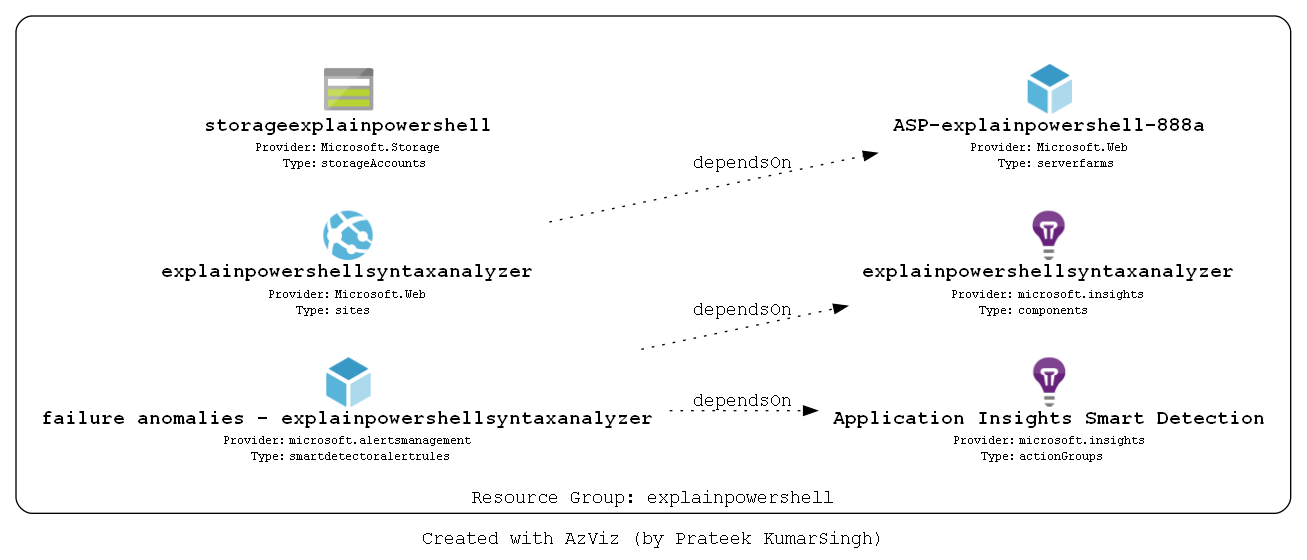 storageexplainpowershell
Provider: Microsoft.Storage
Type: storageAccounts
ASP-explainpowershell-888a
Provider: Microsoft.Web
Type: serverfarms
dependsOn
explainpowershellsyntaxanalyzer
Provider: Microsoft.Web
Type: sites
explainpowershellsyntaxanalyzer
Provider: microsoft.insights
Type: components
dependsOn
failure anomalies - explainpowershellsyntaxanalyzer
Provider: microsoft.alertsmanagement
Type: smartdetectoralertrules
dependsOn
Application Insights Smart Detection
Provider: microsoft.insights
Type: actionGroups
Resource Group: explainpowershell
Created with AzViz (by Prateek KumarSingh)